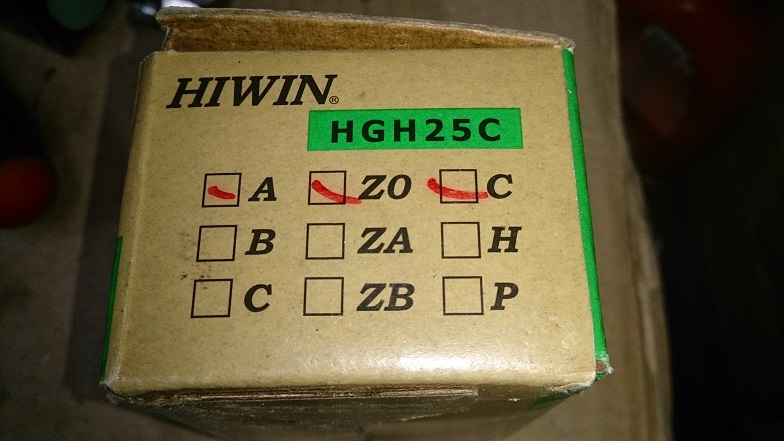 HIWIN®
HGH25C
A ZO C
B ZA H
C ZB P